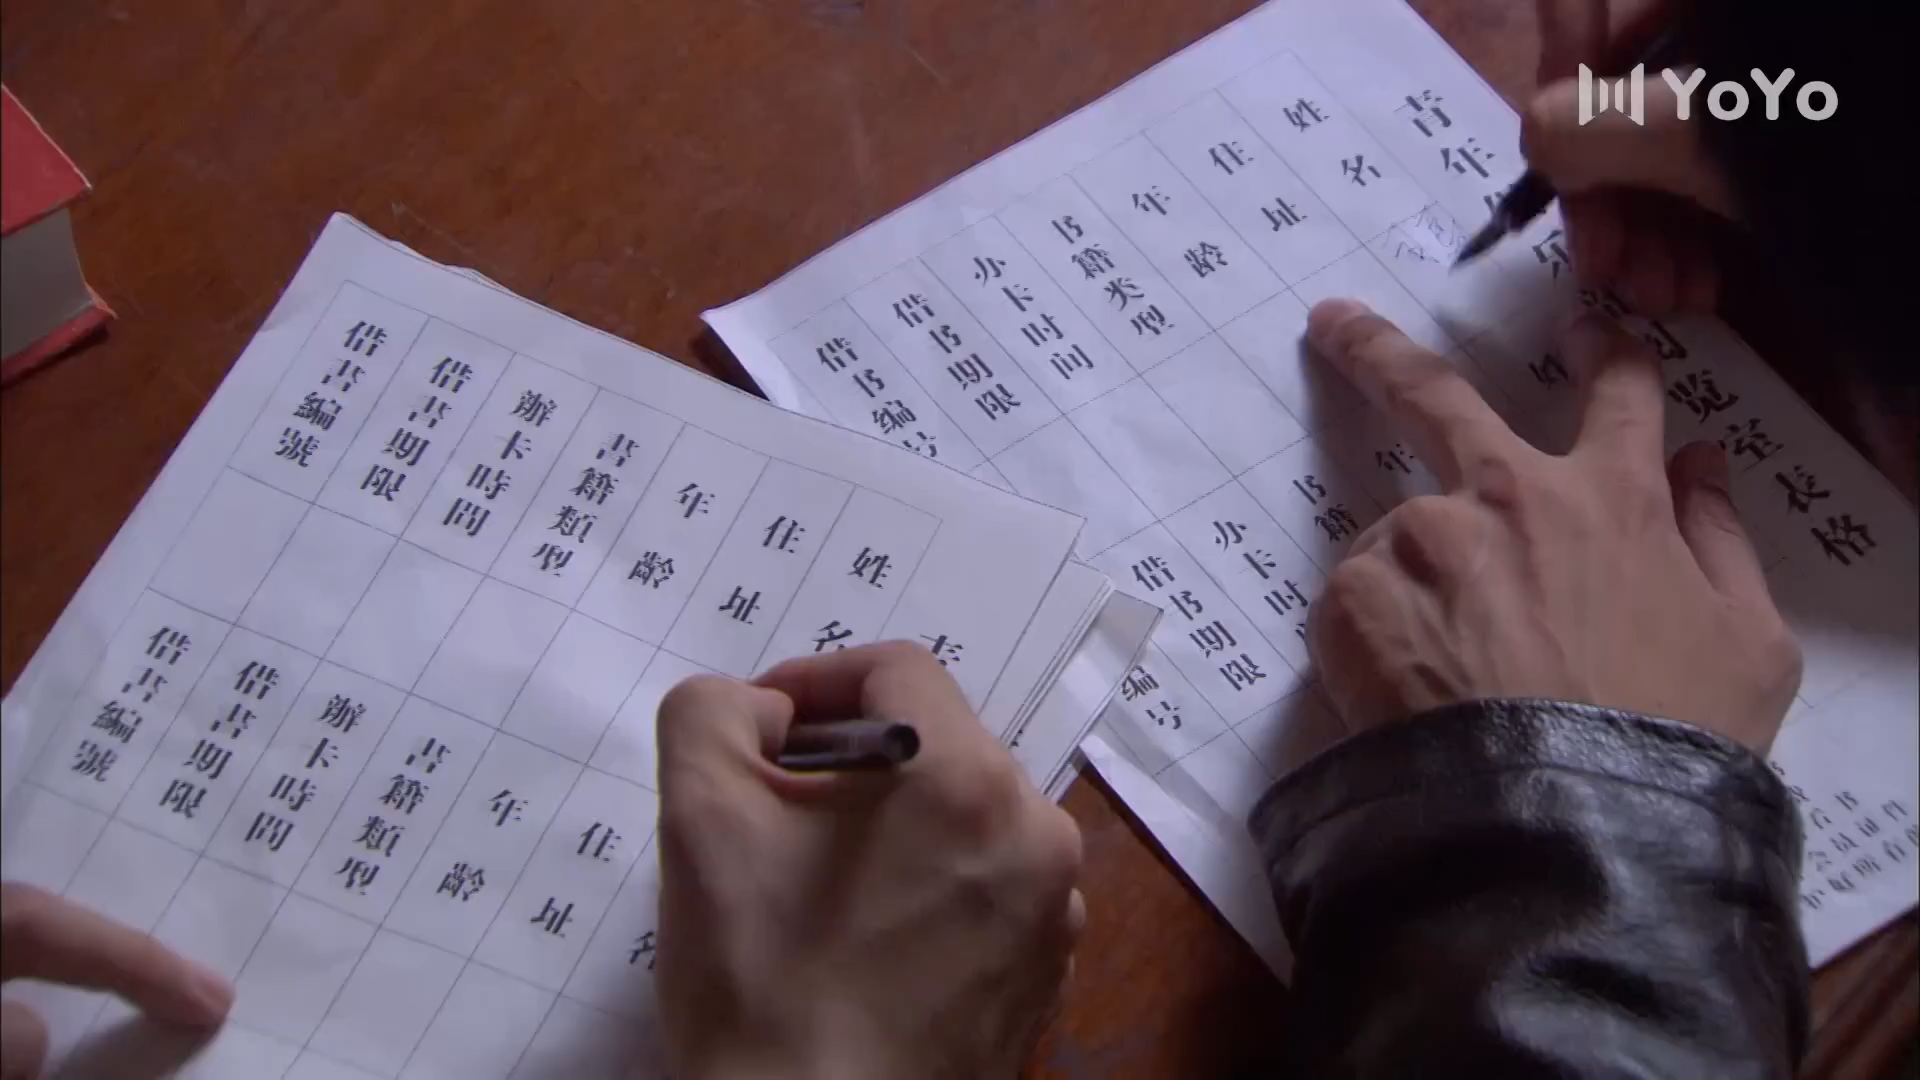 YoYo
青年
乐
阅览室表格
姓名
住址
年龄
书籍类型
办卡时间
借书期限
借书编号
姓
年
书籍
办卡时
借书期限
编号
姓名
住址
年齡
書籍類型
辦卡時間
借書期限
借書編號
名
住址
年齡
書籍類型
辦卡時間
借書期限
借書編號